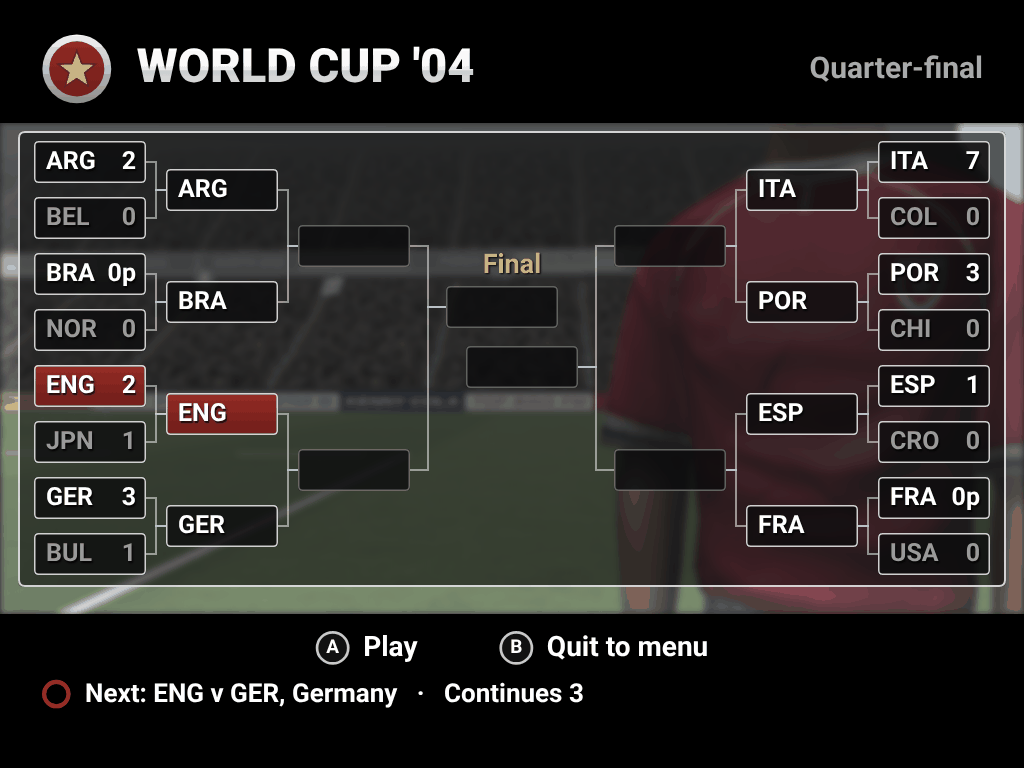 WORLD CUP '04
Quarter-final
ARG 2
BEL 0
BRA 0p
NOR 0
ENG 2
JPN 1
GER 3
BUL 1
ARG
BRA
ENG
GER
Final
ITA
POR
ESP
FRA
ITA 7
COL 0
POR 3
CHI 0
ESP 1
CRO 0
FRA 0p
USA 0
A Play
B Quit to menu
Next: ENG v GER, Germany · Continues 3